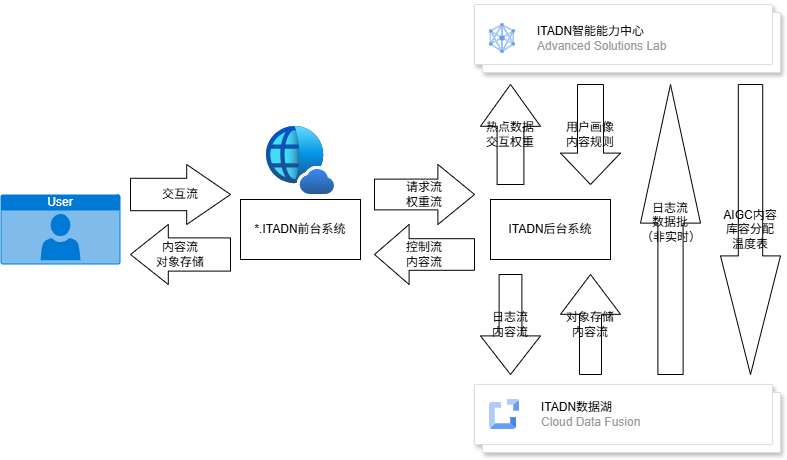 ITADN智能能力中心
Advanced Solutions Lab
热点数据
交互权重
用户画像
内容规则
User
交互流
内容流
对象存储
*.ITADN前台系统
请求流
权重流
控制流
内容流
ITADN后台系统
日志流
数据批
（非实时）
AIGC内容
库容分配
温度表
日志流
内容流
对象存储
内容流
ITADN数据湖
Cloud Data Fusion